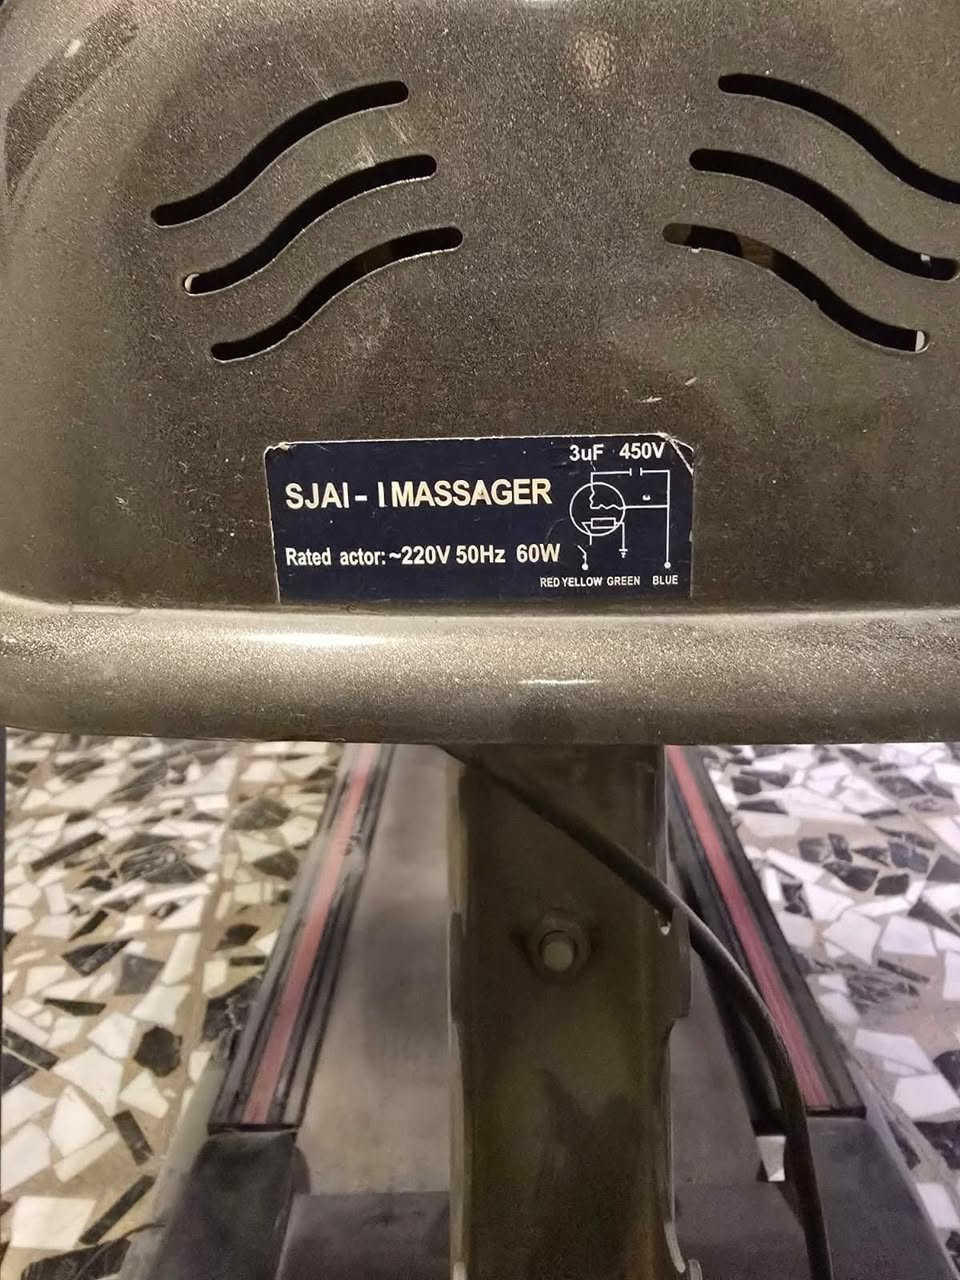 3uF 450V
SJAI - I MASSAGER
Rated actor: ~220V 50Hz 60W
RED YELLOW GREEN BLUE